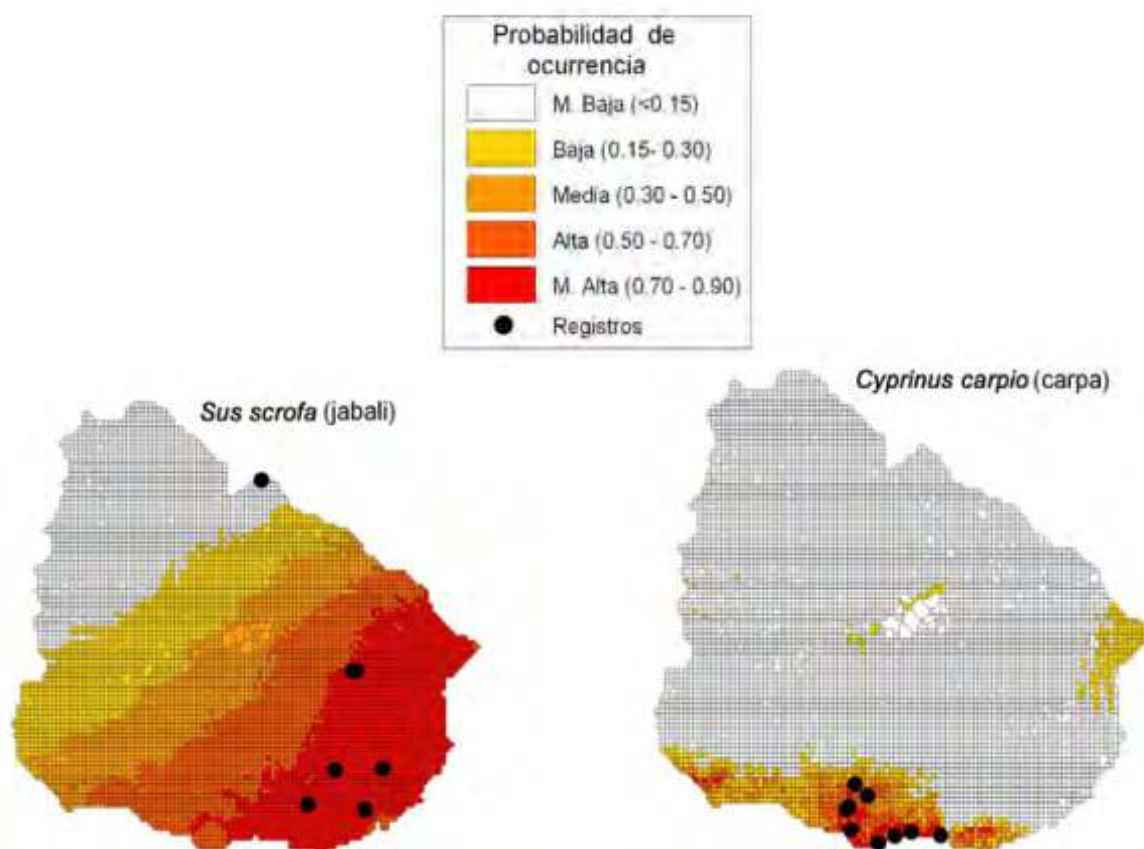 Probabilidad de
ocurrencia
M. Baja (<0.15)
Baja (0.15- 0.30)
Media (0.30 - 0.50)
Alta (0.50 - 0.70)
M. Alta (0.70 - 0.90)
Registros
Sus scrofa (jabali)
Cyprinus carpio (carpa)